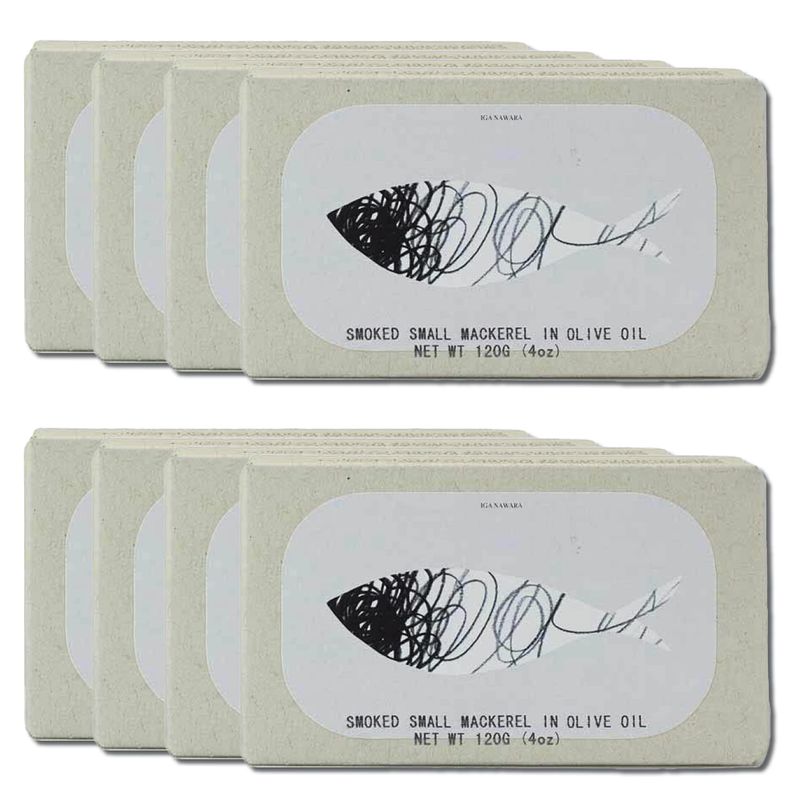 IGA NAWARA
SMOKED SMALL MACKEREL IN OLIVE OIL
NET WT 120G (4oz)
IGA NAWARA
SMOKED SMALL MACKEREL IN OLIVE OIL
NET WT 120G (4oz)